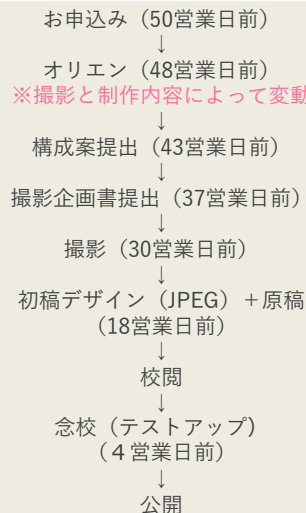 お申込み（50営業日前）
↓
オリエン（48営業日前）
※撮影と制作内容によって変動
↓
構成案提出（43営業日前）
↓
撮影企画書提出（37営業日前）
↓
撮影（30営業日前）
↓
初稿デザイン（JPEG）＋原稿
（18営業日前）
↓
校閲
↓
念校（テストアップ）
（４営業日前）
↓
公開